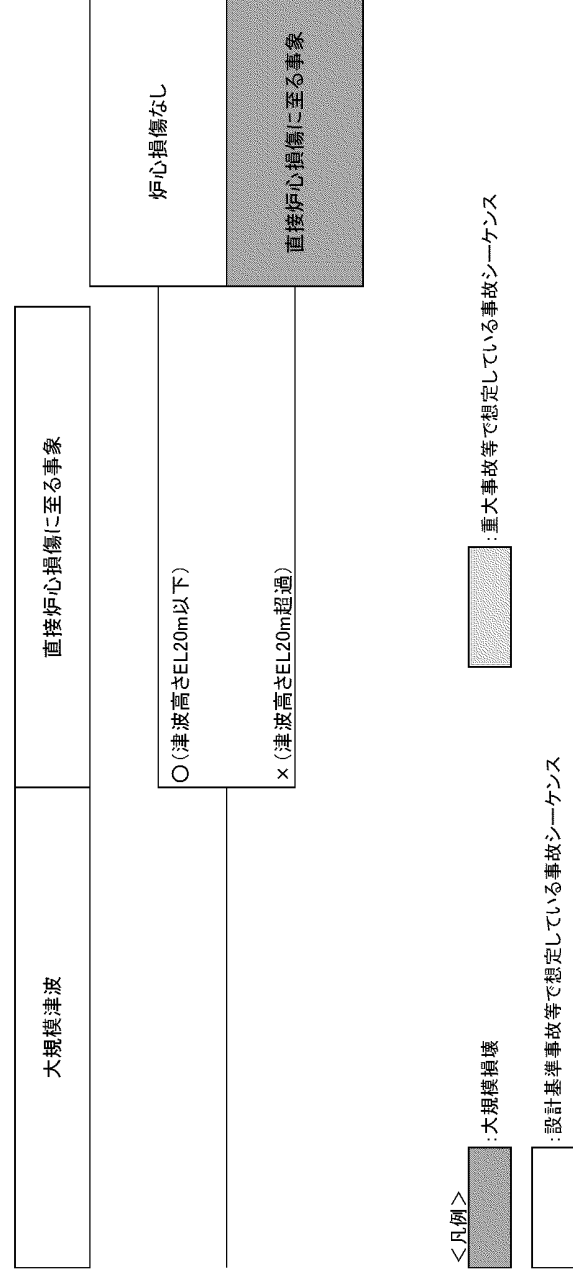 大規模津波
直接炉心損傷に至る事象
○(津波高さEL20m以下)
炉心損傷なし
×(津波高さEL20m超過)
直接炉心損傷に至る事象
<凡例>
:大規模損壊
:重大事故等で想定している事故シーケンス
:設計基準事故等で想定している事故シーケンス